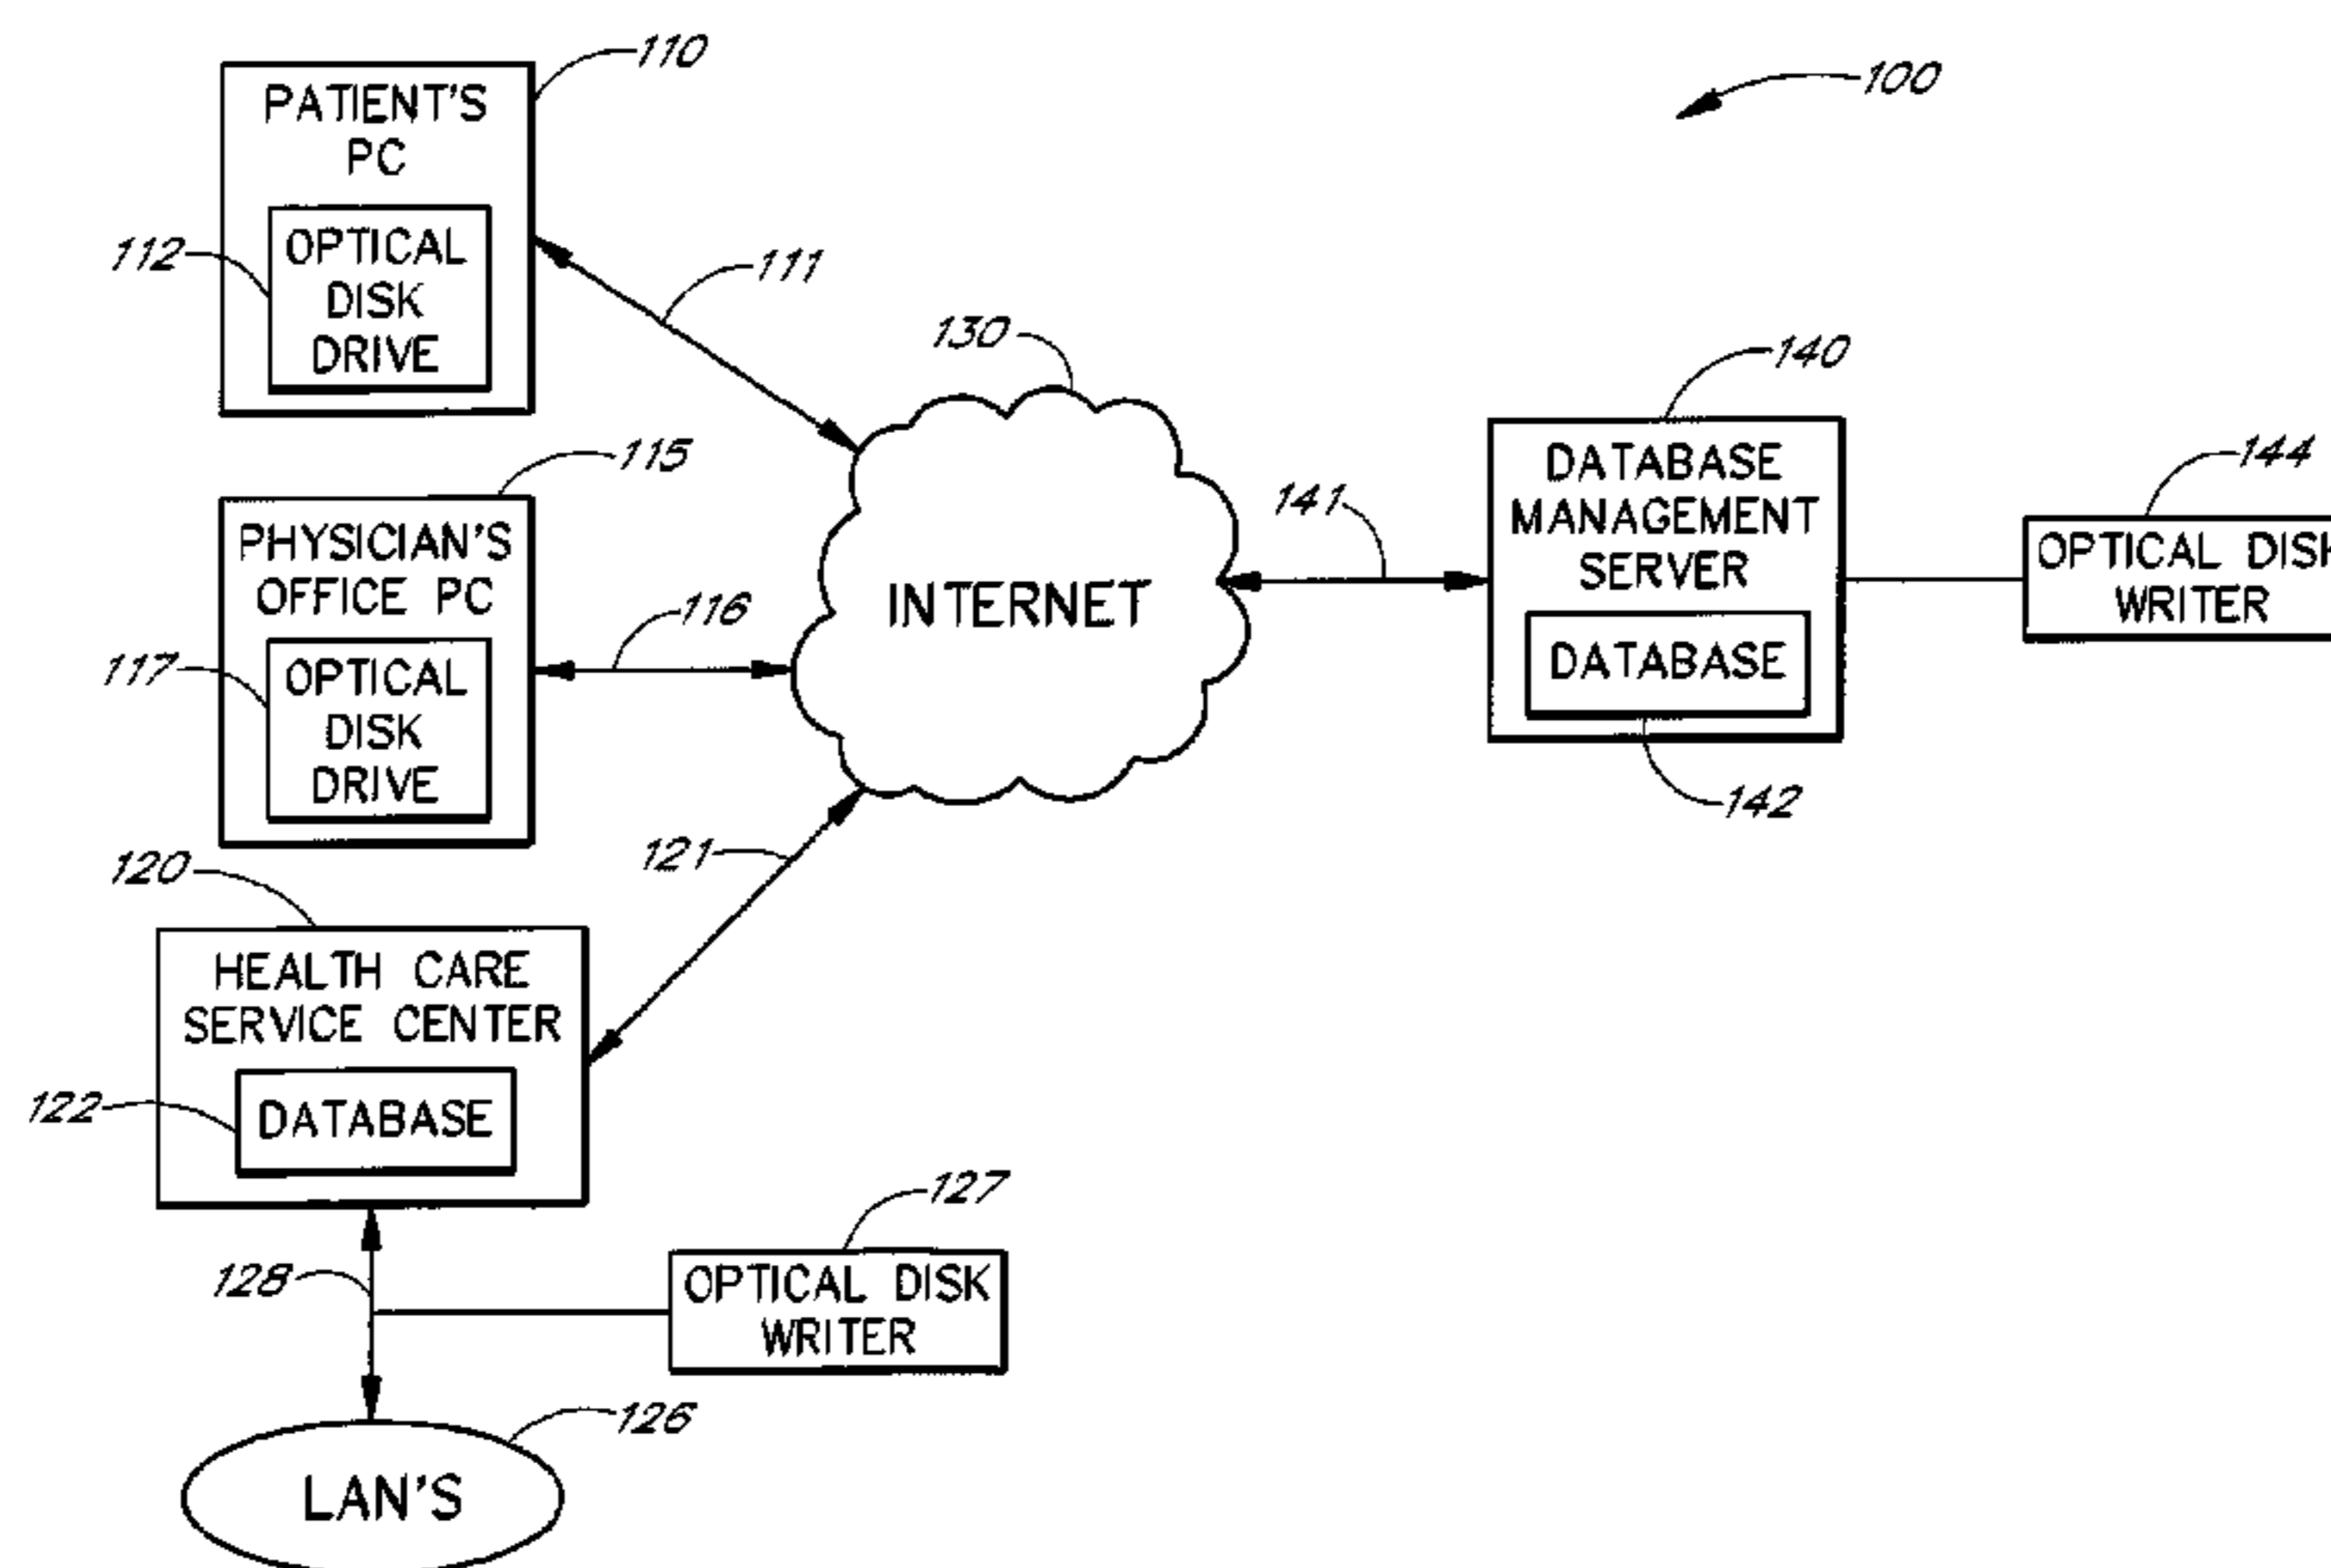 110
PATIENT'S
PC
112
OPTICAL
DISK
DRIVE
111
100
130
115
PHYSICIAN'S
OFFICE PC
117
OPTICAL
DISK
DRIVE
116
INTERNET
141
140
DATABASE
MANAGEMENT
SERVER
DATABASE
142
144
OPTICAL DISK
WRITER
120
121
HEALTH CARE
SERVICE CENTER
122
DATABASE
127
128
OPTICAL DISK
WRITER
126
LAN'S